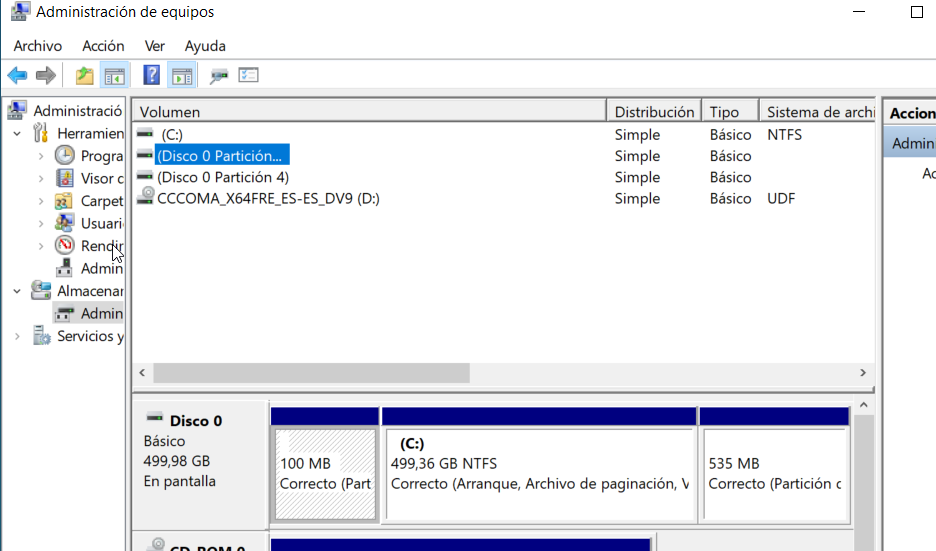 Administración de equipos
Archivo Acción Ver Ayuda
Administració
Herramien
Progra
Visor c
Carpet
Usuari
Rendir
Admin
Almacenar
Admin
Servicios y
Volumen Distribución Tipo Sistema de archi
(C:) Simple Básico NTFS
(Disco 0 Partición... Simple Básico
(Disco 0 Partición 4) Simple Básico
CCCOMA_X64FRE_ES-ES_DV9 (D:) Simple Básico UDF
Accion
Admin
Ac
Disco 0
Básico
499,98 GB
En pantalla
100 MB
Correcto (Part
(C:)
499,36 GB NTFS
Correcto (Arranque, Archivo de paginación, V
535 MB
Correcto (Partición c
CD-ROM 0